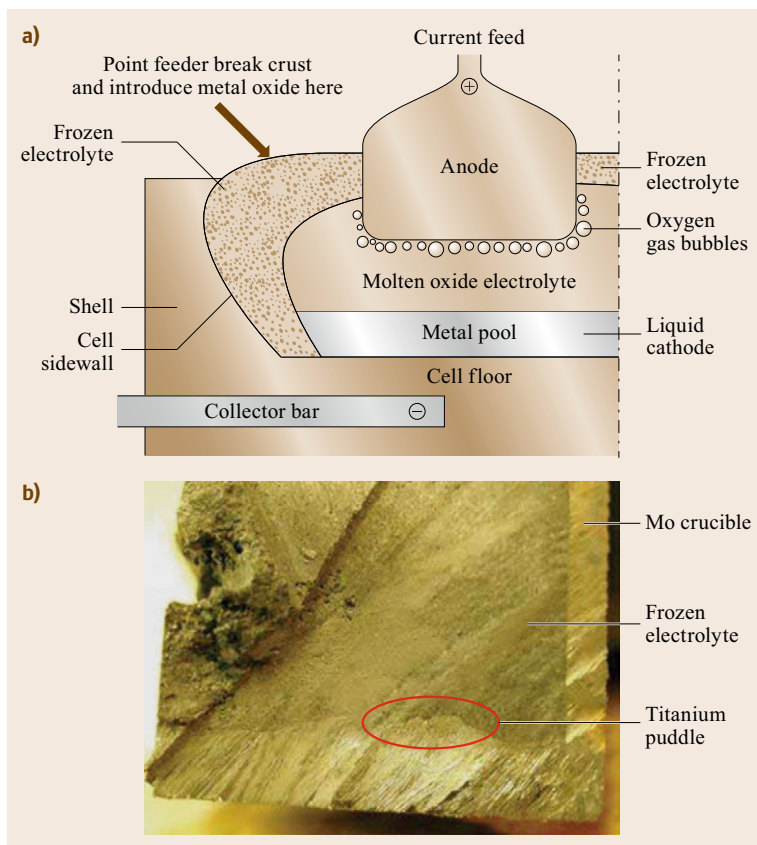 a)
Current feed
Point feeder break crust
and introduce metal oxide here
Frozen
electrolyte
+
Anode
Frozen
electrolyte
Oxygen
gas bubbles
Molten oxide electrolyte
Shell
Cell
sidewall
Metal pool
Liquid
cathode
Cell floor
Collector bar
−
b)
Mo crucible
Frozen
electrolyte
Titanium
puddle